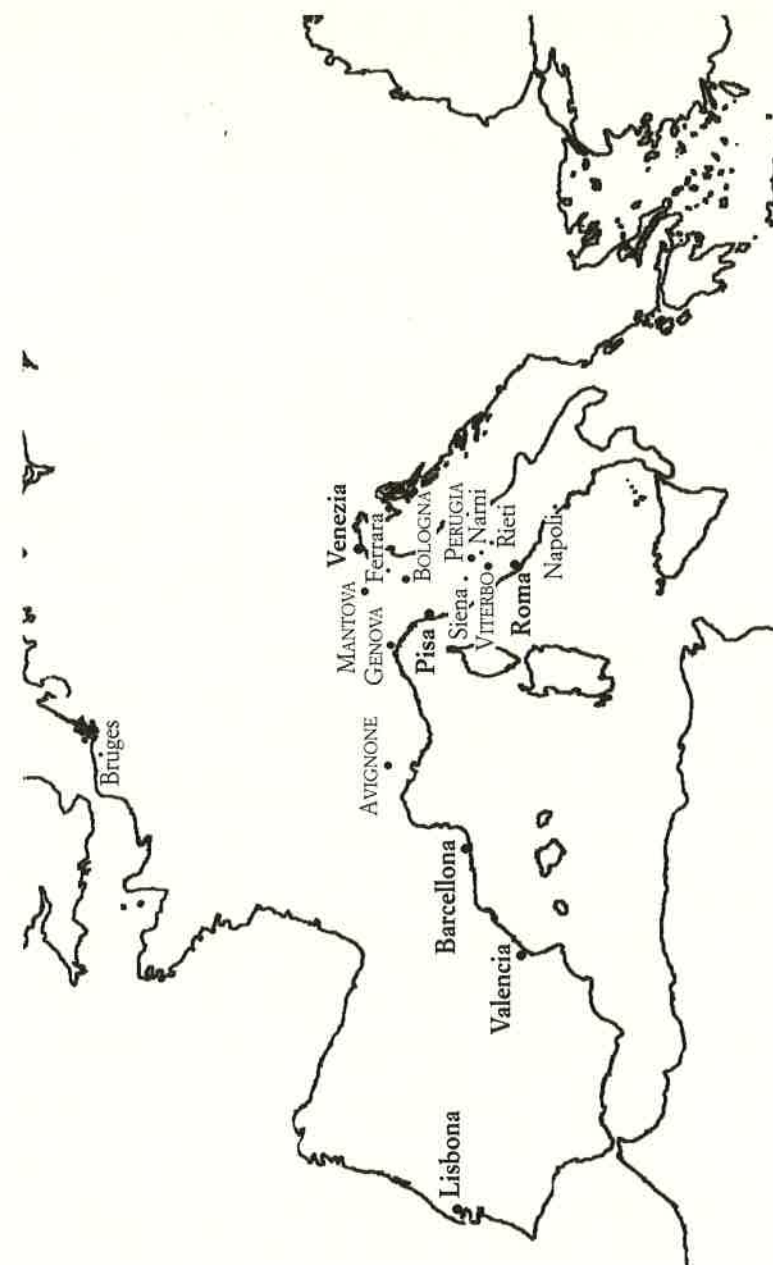 Bruges
Venezia
MANTOVA
AVIGNONE
GENOVA
Ferrara
BOLOGNA
Pisa
Barcellona
Lisbona
PERUGIA
Siena
Narni
VITERBO
Valencia
Rieti
Roma
Napoli